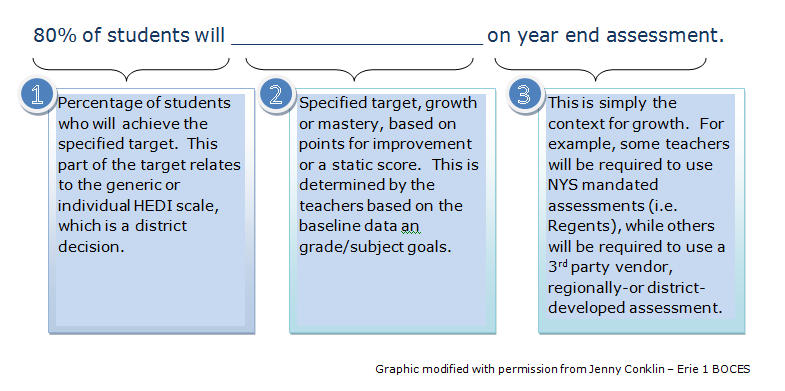 80% of students will _________________________ on year end assessment.
1
Percentage of students
who will achieve the
specified target.  This
part of the target relates
to the generic or
individual HEDI scale,
which is a district
decision.
2
Specified target, growth
or mastery, based on
points for improvement
or a static score.  This is
determined by the
teachers based on the
baseline data an
grade/subject goals.
3
This is simply the
context for growth.  For
example, some teachers
will be required to use
NYS mandated
assessments (i.e.
Regents), while others
will be required to use a
3rd party vendor,
regionally-or district-
developed assessment.
Graphic modified with permission from Jenny Conklin – Erie 1 BOCES